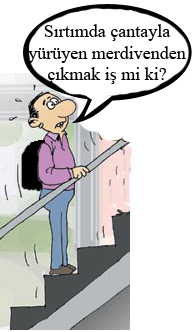 Sırtımda çantayla
yürüyen merdivenden
çıkmak iş mi ki?